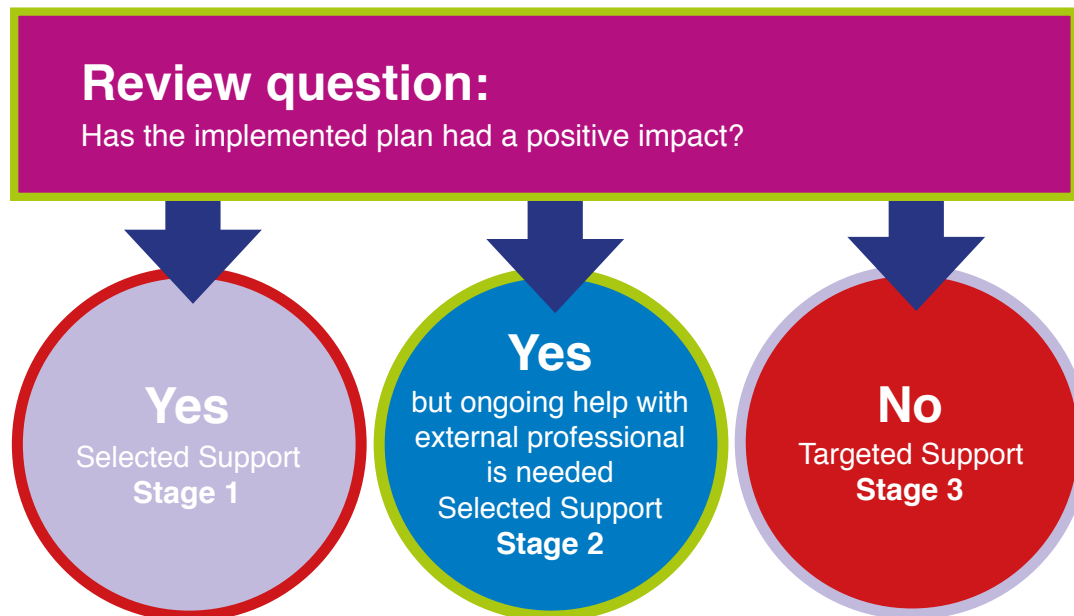 Review question:
Has the implemented plan had a positive impact?
Yes
Selected Support
Stage 1
Yes
but ongoing help with
external professional
is needed
Selected Support
Stage 2
No
Targeted Support
Stage 3